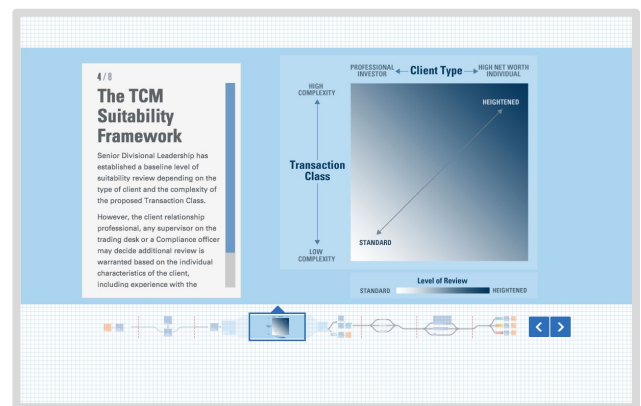 4/8
The TCM
Suitability
Framework
Senior Divisional Leadership has
established a baseline level of
suitability review depending on the
type of client and the complexity of
the proposed Transaction Class.
However, the client relationship
professional, any supervisor on the
trading desk or a Compliance officer
may decide additional review is
warranted based on the individual
characteristics of the client,
including experience with the
PROFESSIONAL
INVESTOR
Client Type
HIGH NET WORTH
INDIVIDUAL
HIGH
COMPLEXITY
HEIGHTENED
Transaction
Class
STANDARD
LOW
COMPLEXITY
Level of Review
STANDARD
HEIGHTENED